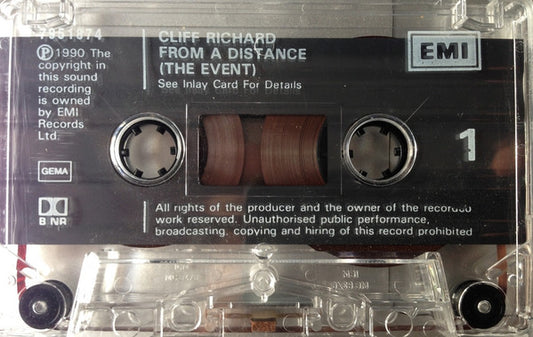 7951374
℗ 1990 The
copyright in
this sound
recording
is owned
by EMI
Records
Ltd.
GEMA
B NR
CLIFF RICHARD
FROM A DISTANCE
(THE EVENT)
See Inlay Card For Details
EMI
1
All rights of the producer and the owner of the recorded
work reserved. Unauthorised public performance,
broadcasting, copying and hiring of this record prohibited